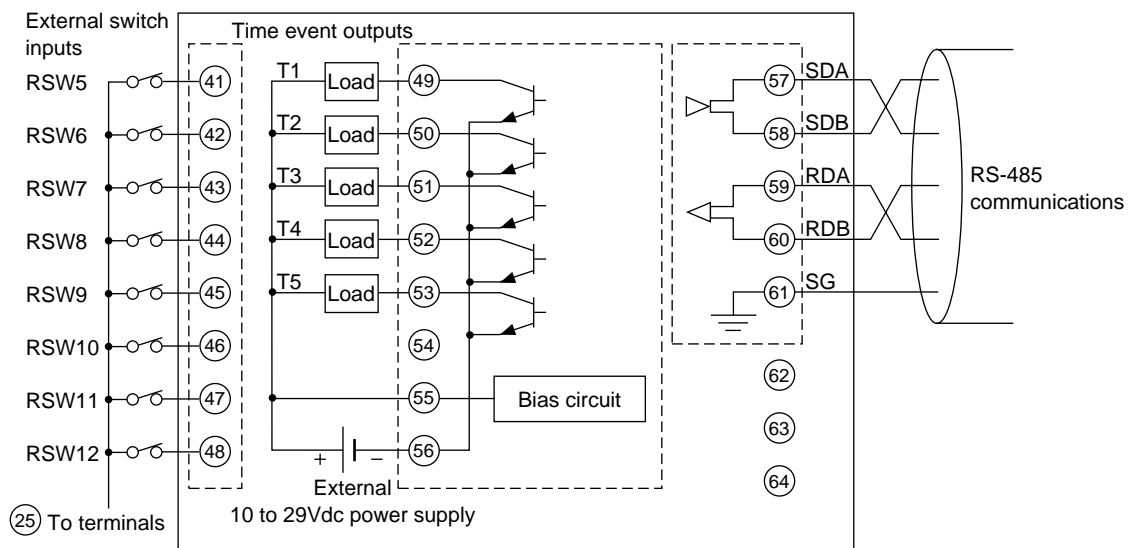 External switch
inputs
Time event outputs
RSW5
41
T1
Load
49
57
SDA
RSW6
42
T2
Load
50
58
SDB
RSW7
43
T3
Load
51
59
RDA
RS-485
communications
RSW8
44
T4
Load
52
60
RDB
RSW9
45
T5
Load
53
61
SG
RSW10
46
54
62
RSW11
47
55
Bias circuit
63
RSW12
48
+
–
56
64
External
10 to 29Vdc power supply
25 To terminals